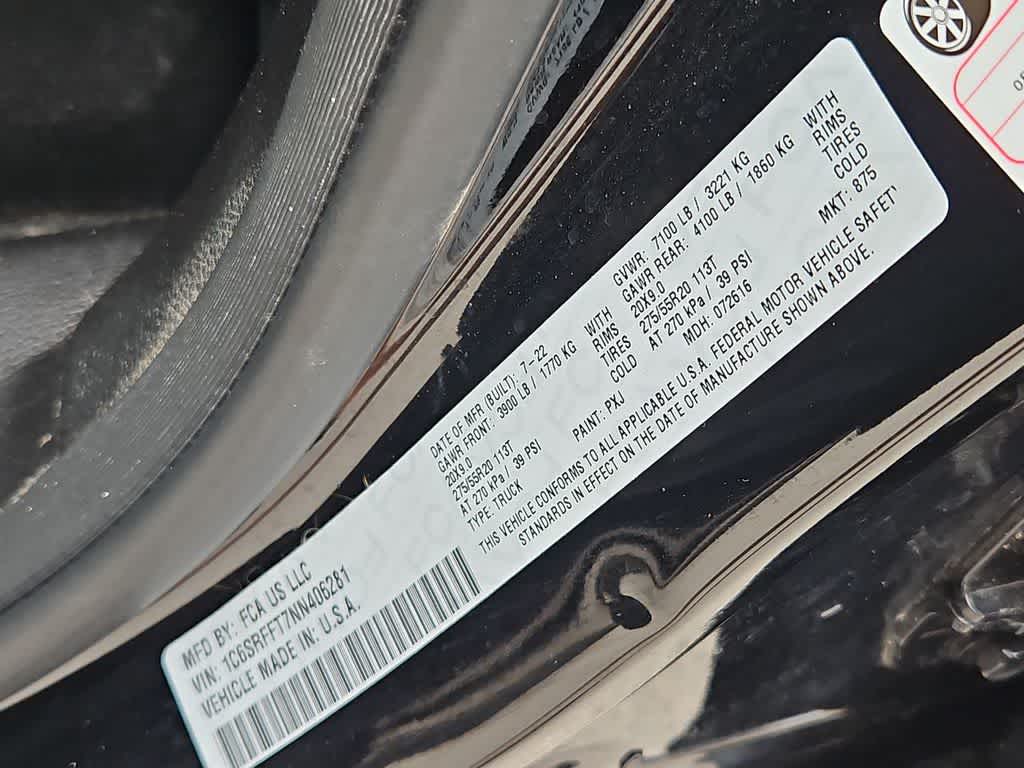 MFD BY: FCA US LLC
VIN: 1C6SRFFT7NN406281
VEHICLE MADE IN: U.S.A.
DATE OF MFR (BUILT): 7-22
GAWR FRONT: 3900 LB / 1770 KG WITH
20X9.0 RIMS
275/55R20 113T TIRES
AT 270 kPa / 39 PSI COLD
TYPE: TRUCK PAINT: PXJ
GVWR: 7100 LB / 3221 KG
GAWR REAR: 4100 LB / 1860 KG WITH
20X9.0 RIMS
275/55R20 113T TIRES
AT 270 kPa / 39 PSI COLD
MDH: 072616 MKT: 875
THIS VEHICLE CONFORMS TO ALL APPLICABLE U.S.A. FEDERAL MOTOR VEHICLE SAFETY
STANDARDS IN EFFECT ON THE DATE OF MANUFACTURE SHOWN ABOVE.